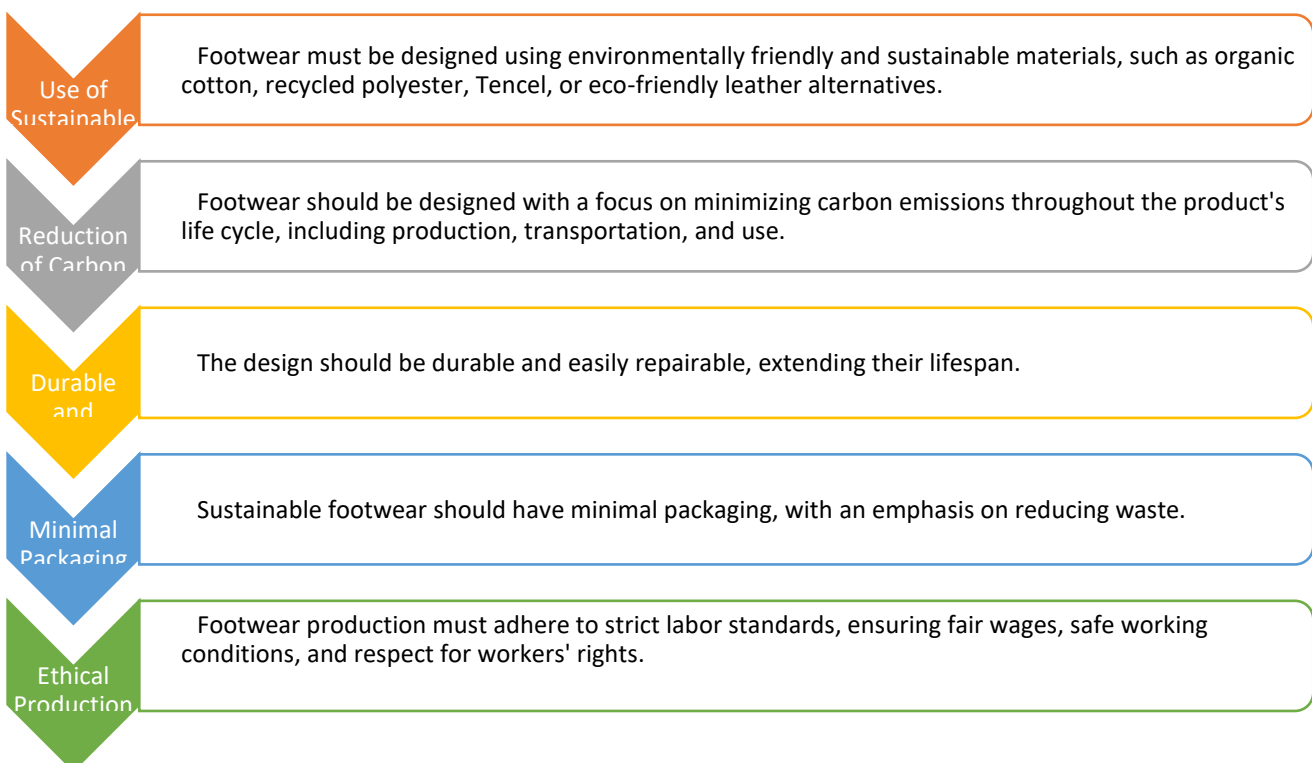 Use of
Sustainable
Footwear must be designed using environmentally friendly and sustainable materials, such as organic
cotton, recycled polyester, Tencel, or eco-friendly leather alternatives.
Reduction
of Carbon
Footwear should be designed with a focus on minimizing carbon emissions throughout the product's
life cycle, including production, transportation, and use.
Durable
and
The design should be durable and easily repairable, extending their lifespan.
Minimal
Packaging
Sustainable footwear should have minimal packaging, with an emphasis on reducing waste.
Ethical
Production
Footwear production must adhere to strict labor standards, ensuring fair wages, safe working
conditions, and respect for workers' rights.